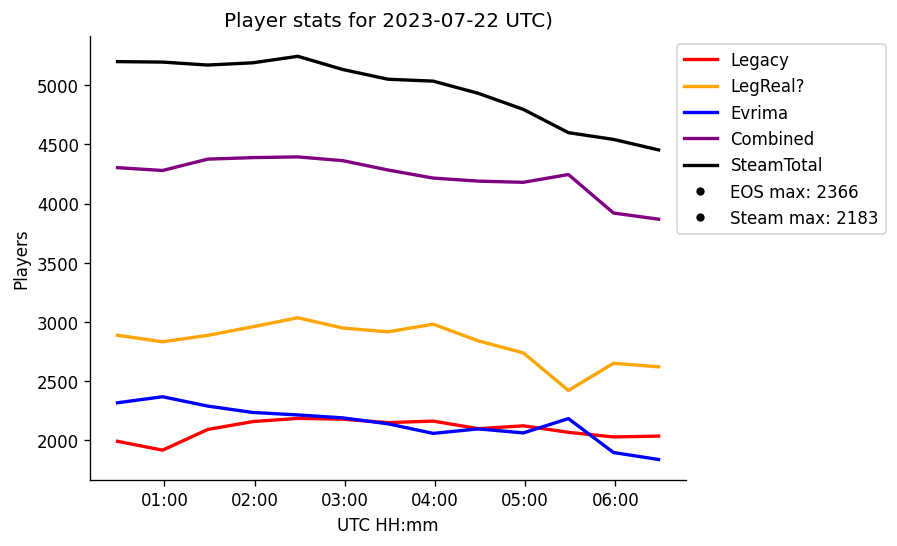 Player stats for 2023-07-22 UTC)
Legacy
LegReal?
Evrima
Combined
SteamTotal
EOS max: 2366
Steam max: 2183
Players
5000
4500
4000
3500
3000
2500
2000
01:00 02:00 03:00 04:00 05:00 06:00
UTC HH:mm